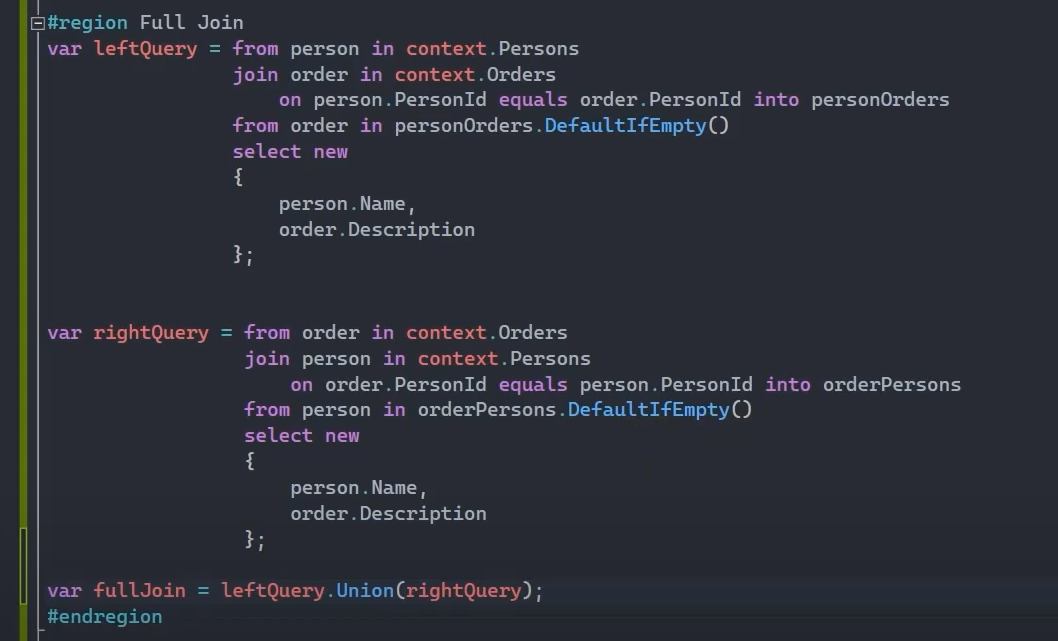 #region Full Join
var leftQuery = from person in context.Persons
join order in context.Orders
on person.PersonId equals order.PersonId into personOrders
from order in personOrders.DefaultIfEmpty()
select new
{
person.Name,
order.Description
};
var rightQuery = from order in context.Orders
join person in context.Persons
on order.PersonId equals person.PersonId into orderPersons
from person in orderPersons.DefaultIfEmpty()
select new
{
person.Name,
order.Description
};
var fullJoin = leftQuery.Union(rightQuery);
#endregion